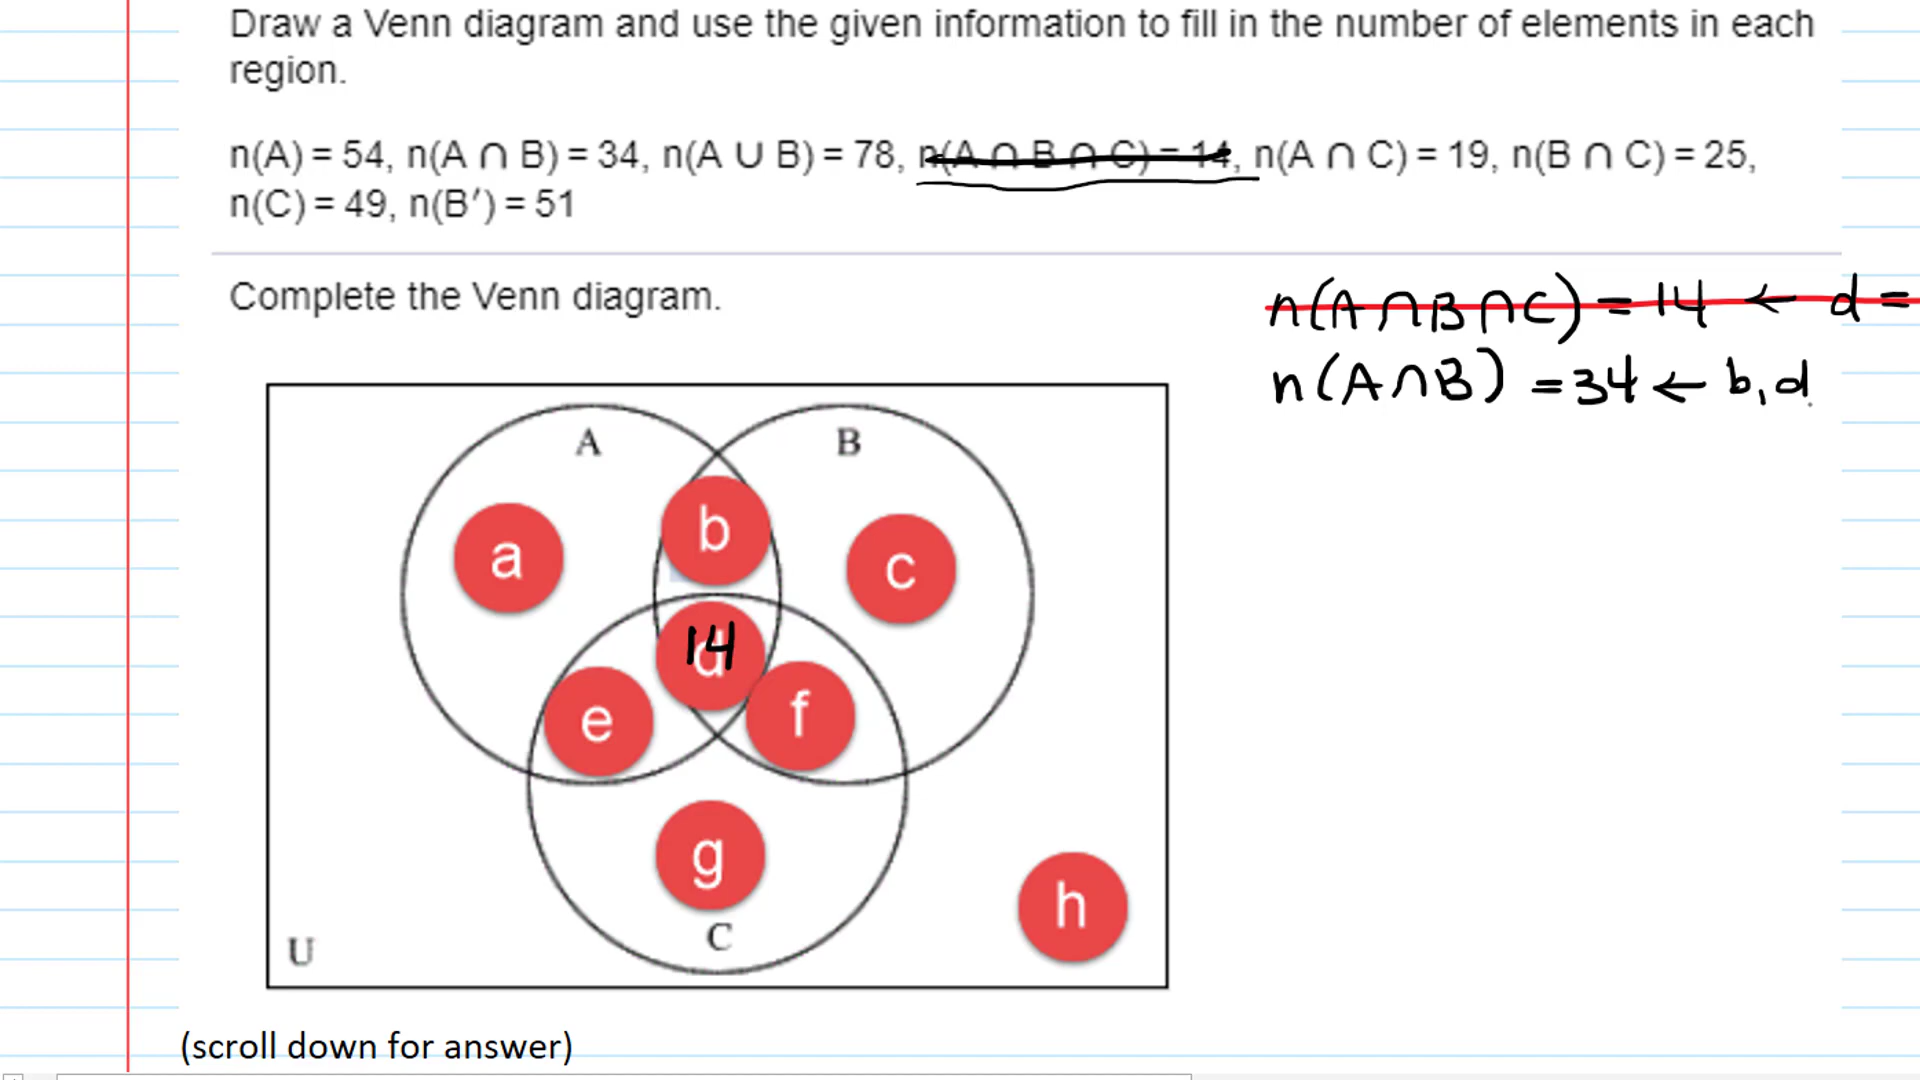 Draw a Venn diagram and use the given information to fill in the number of elements in each
region.
n(A) = 54, n(A ∩ B) = 34, n(A ∪ B) = 78, n(A ∩ B ∩ C) = 14, n(A ∩ C) = 19, n(B ∩ C) = 25,
n(C) = 49, n(B′) = 51
Complete the Venn diagram.
n(A∩B∩C) = 14 ← d =
n(A∩B) = 34 ← b, d
A
B
b
a
c
14
d
e
f
g
h
C
U
(scroll down for answer)